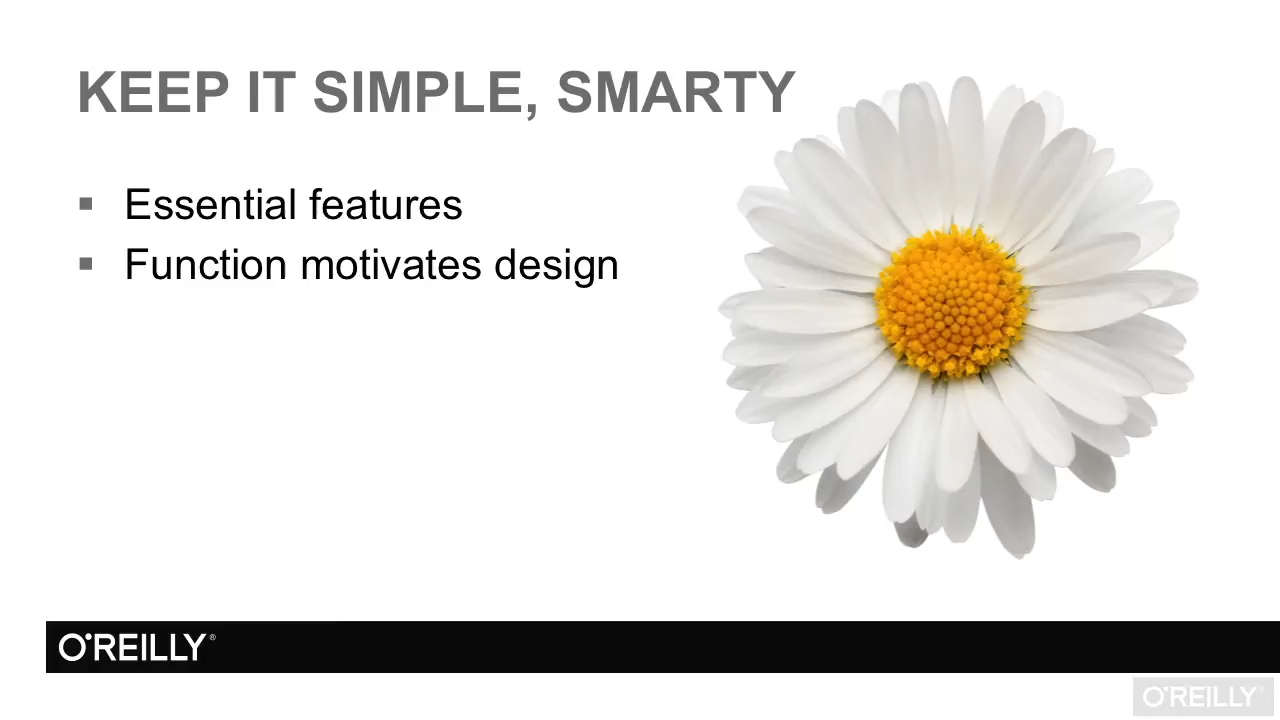 KEEP IT SIMPLE, SMARTY
▪ Essential features
▪ Function motivates design
O'REILLY®
O'REILLY®